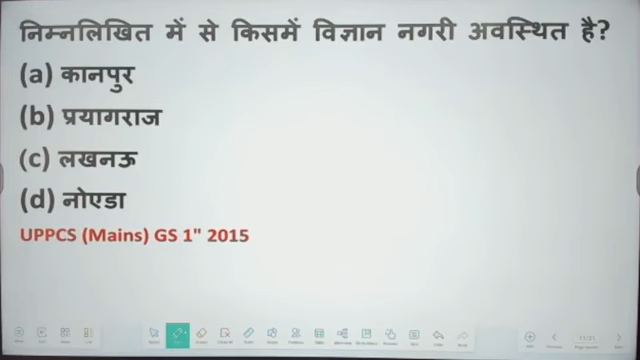 निम्नलिखित में से किसमें विज्ञान नगरी अवस्थित है?
(a) कानपुर
(b) प्रयागराज
(c) लखनऊ
(d) नोएडा
UPPCS (Mains) GS 1" 2015